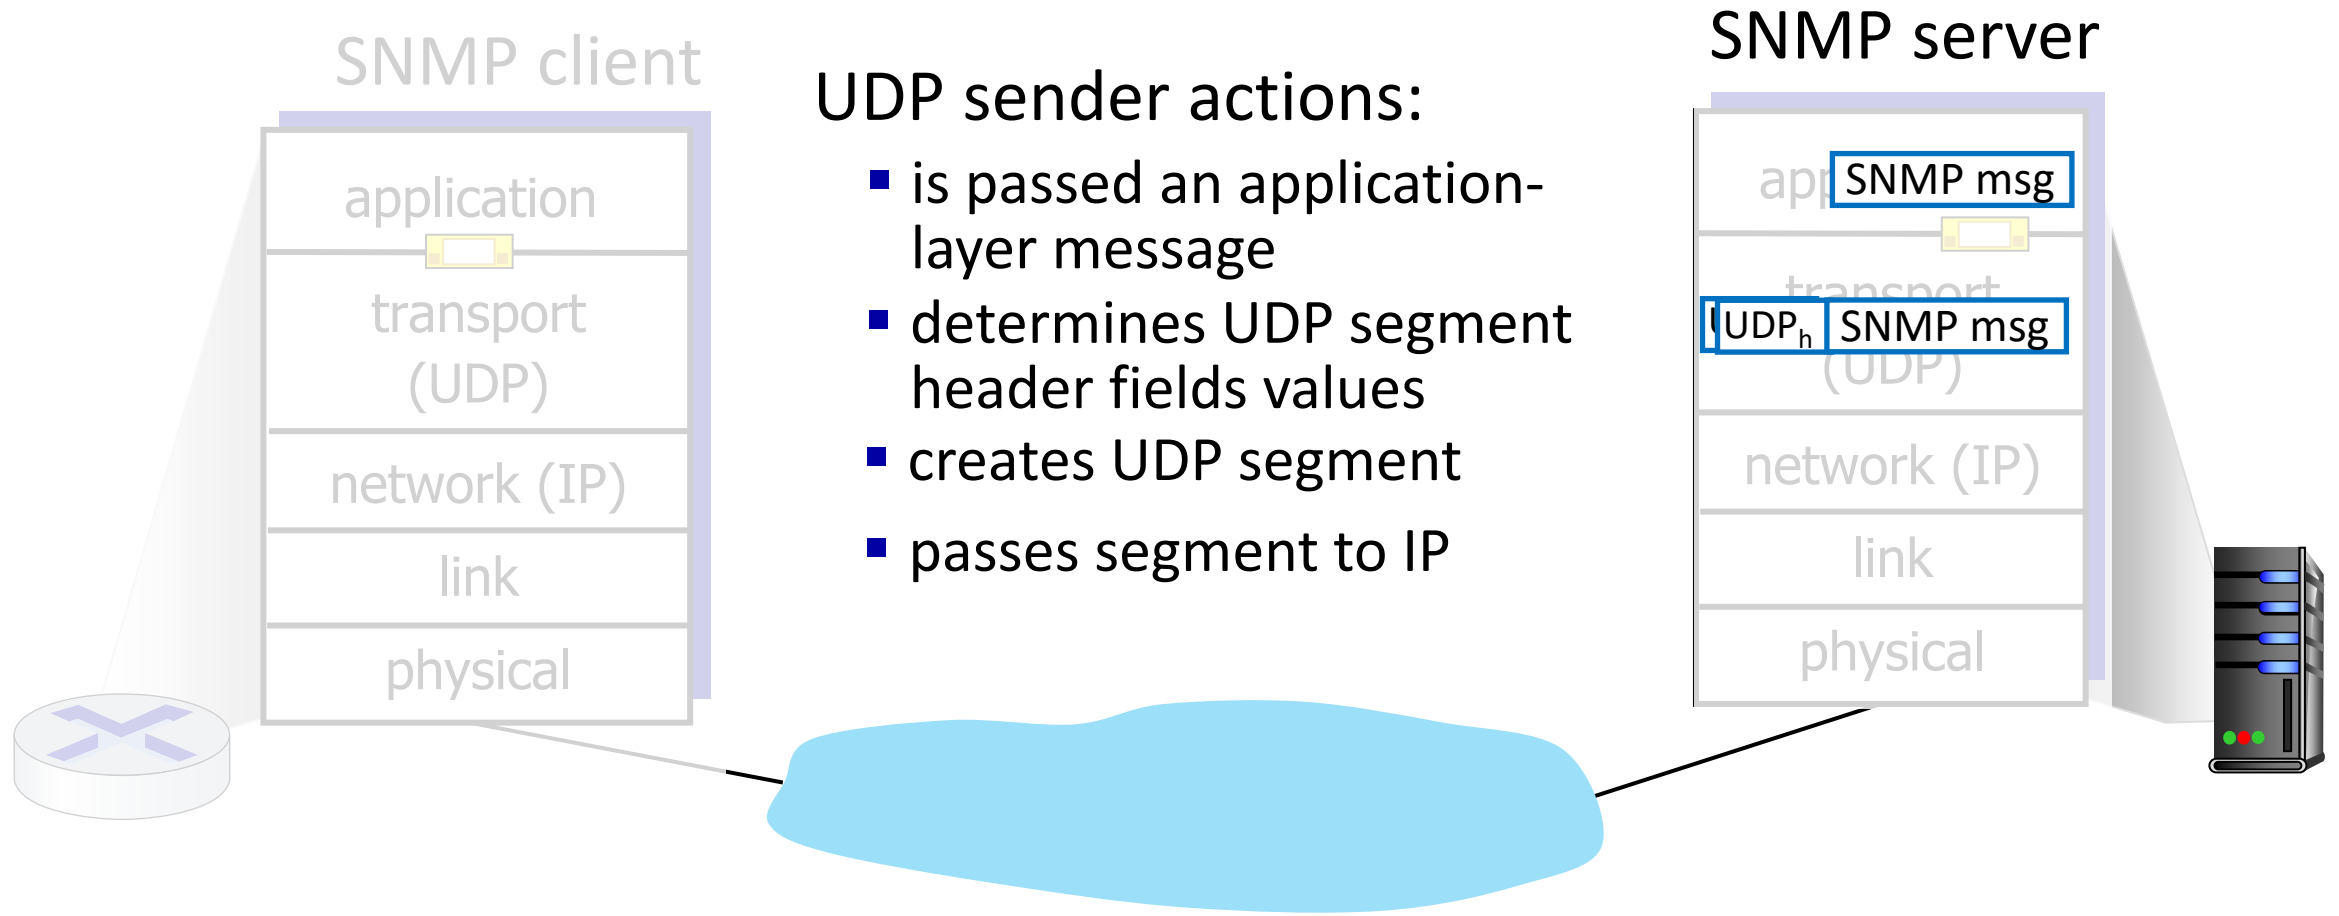 SNMP client
application
transport
(UDP)
network (IP)
link
physical
UDP sender actions:
is passed an application-
layer message
determines UDP segment
header fields values
creates UDP segment
passes segment to IP
SNMP server
SNMP msg
transport
UDPh SNMP msg
(UDP)
network (IP)
link
physical